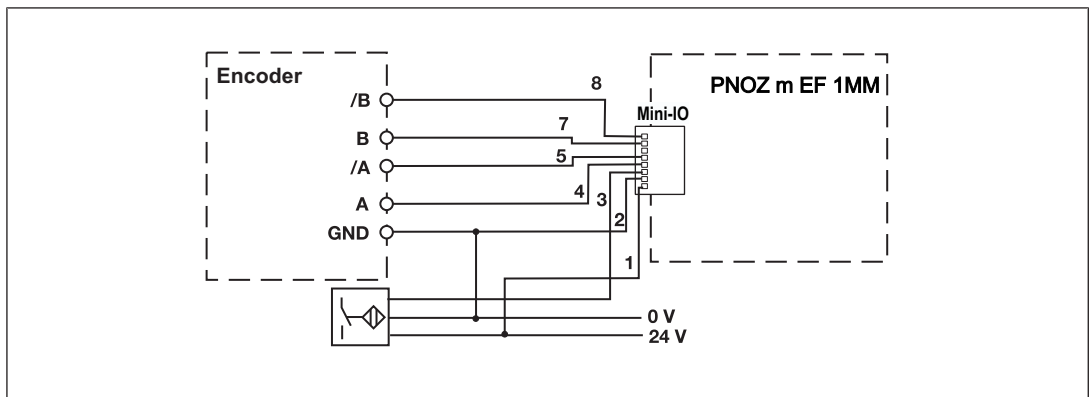 Encoder
PNOZ m EF 1MM
Mini-IO
/B
8
B
7
/A
5
A
4
3
GND
2
1
0 V
24 V